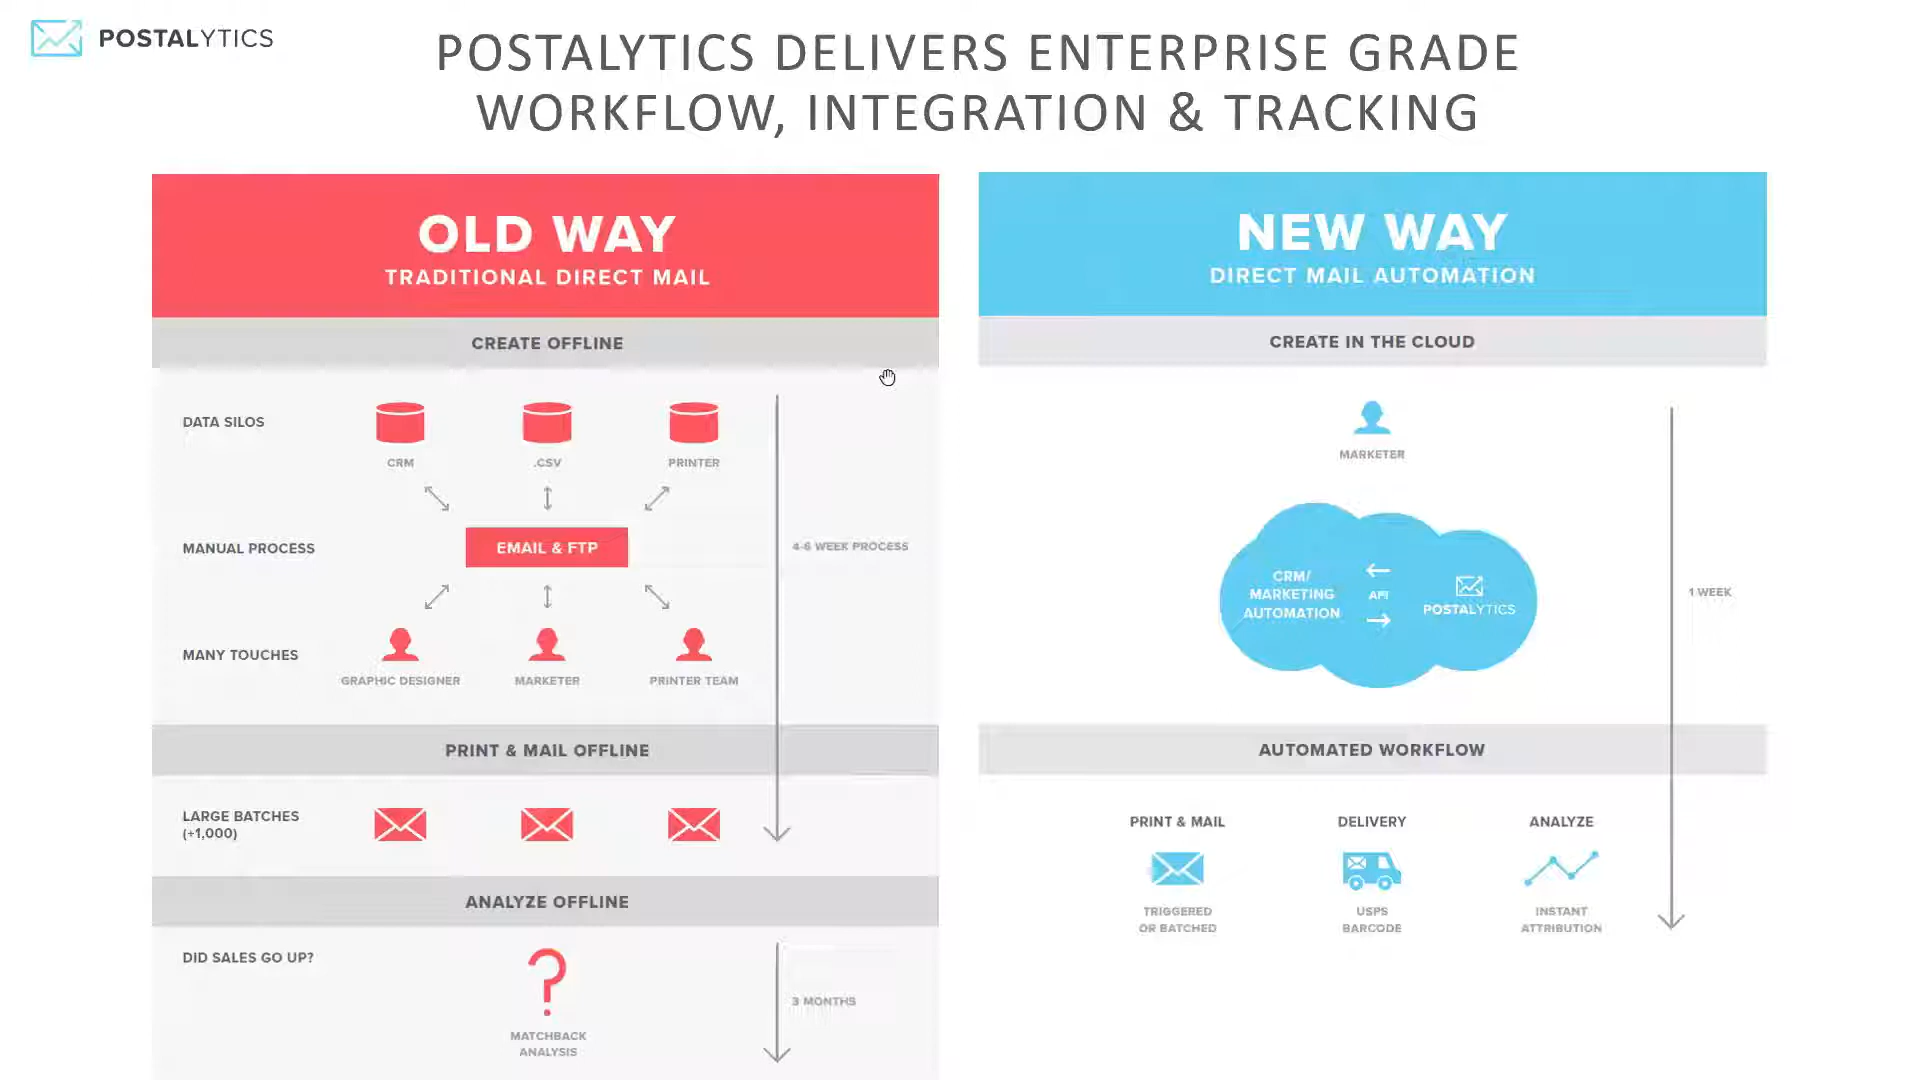 POSTALYTICS
POSTALYTICS DELIVERS ENTERPRISE GRADE
WORKFLOW, INTEGRATION & TRACKING
OLD WAY
TRADITIONAL DIRECT MAIL
CREATE OFFLINE
DATA SILOS
CRM
.CSV
PRINTER
MANUAL PROCESS
EMAIL & FTP
4-6 WEEK PROCESS
MANY TOUCHES
GRAPHIC DESIGNER
MARKETER
PRINTER TEAM
PRINT & MAIL OFFLINE
LARGE BATCHES
(+1,000)
ANALYZE OFFLINE
DID SALES GO UP?
3 MONTHS
MATCHBACK
ANALYSIS
NEW WAY
DIRECT MAIL AUTOMATION
CREATE IN THE CLOUD
MARKETER
CRM/
MARKETING
AUTOMATION
API
POSTALYTICS
1 WEEK
AUTOMATED WORKFLOW
PRINT & MAIL
TRIGGERED
OR BATCHED
DELIVERY
USPS
BARCODE
ANALYZE
INSTANT
ATTRIBUTION